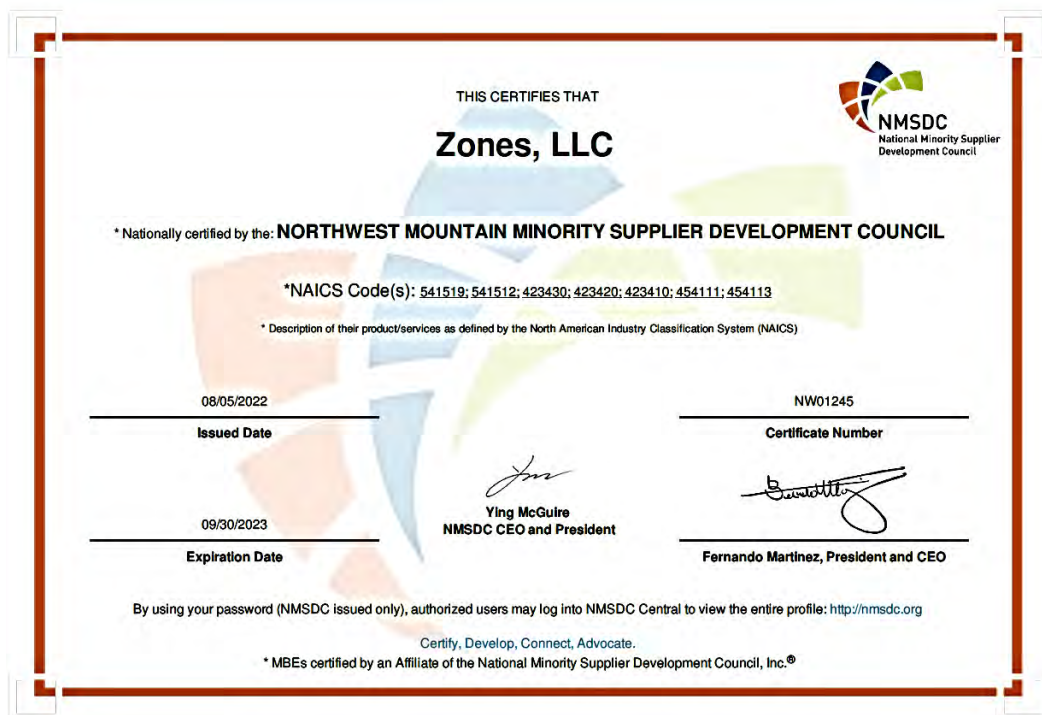 THIS CERTIFIES THAT
NMSDC
National Minority Supplier
Development Council
Zones, LLC
* Nationally certified by the: NORTHWEST MOUNTAIN MINORITY SUPPLIER DEVELOPMENT COUNCIL
*NAICS Code(s): 541519; 541512; 423430; 423420; 423410; 454111; 454113
* Description of their product/services as defined by the North American Industry Classification System (NAICS)
08/05/2022
Issued Date
NW01245
Certificate Number
09/30/2023
Expiration Date
Ying McGuire
NMSDC CEO and President
Fernando Martinez, President and CEO
By using your password (NMSDC issued only), authorized users may log into NMSDC Central to view the entire profile: http://nmsdc.org
Certify, Develop, Connect, Advocate.
* MBEs certified by an Affiliate of the National Minority Supplier Development Council, Inc.®